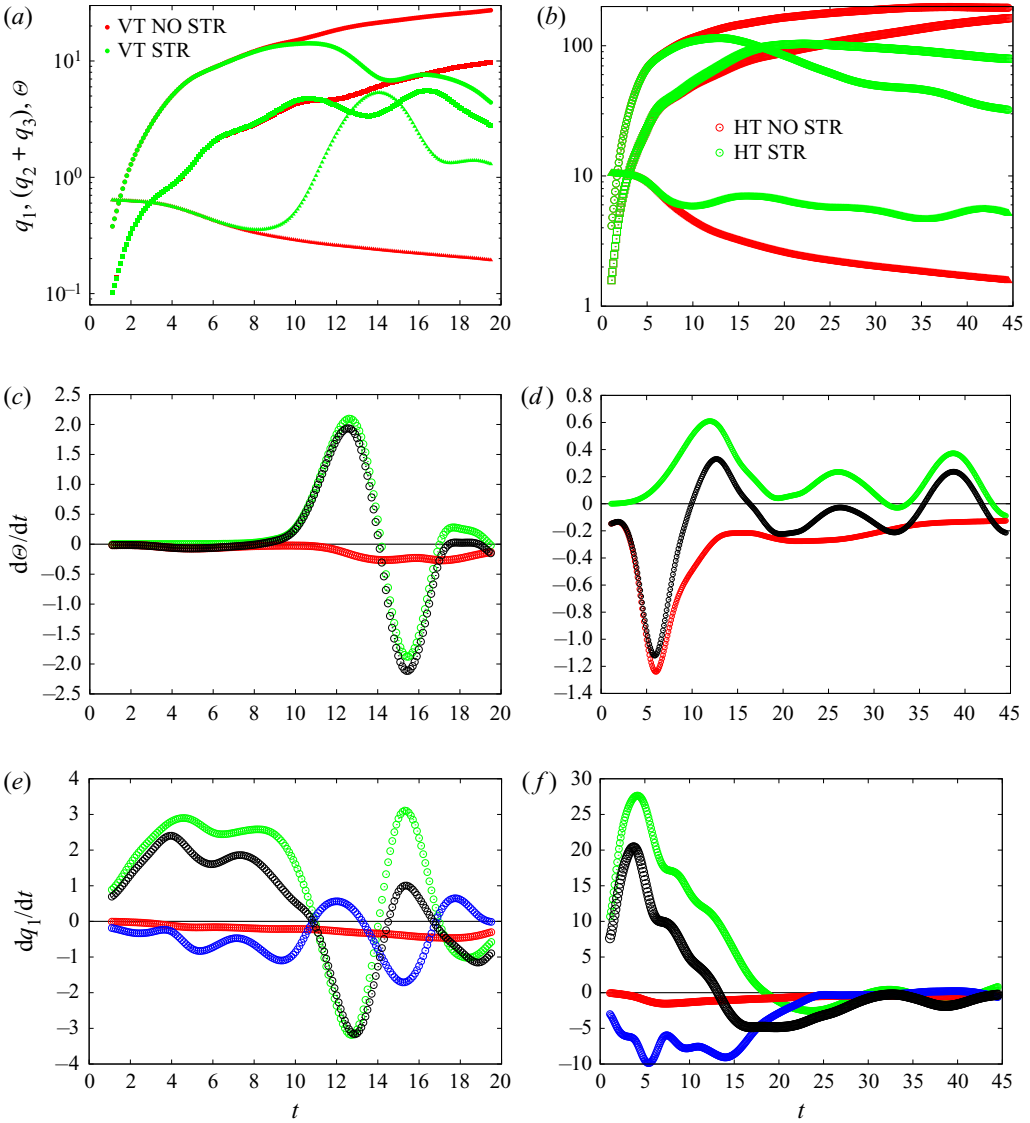 (a)
VT NO STR
VT STR
q1, (q2 + q3), Θ
10^1
10^0
10^–1
0 2 4 6 8 10 12 14 16 18 20
(b)
HT NO STR
HT STR
100
10
1
0 5 10 15 20 25 30 35 40 45
(c)
dΘ/dt
2.5
2.0
1.5
1.0
0.5
0
–0.5
–1.0
–1.5
–2.0
–2.5
0 2 4 6 8 10 12 14 16 18 20
(d)
0.8
0.6
0.4
0.2
0
–0.2
–0.4
–0.6
–0.8
–1.0
–1.2
–1.4
0 5 10 15 20 25 30 35 40 45
(e)
dq1/dt
4
3
2
1
0
–1
–2
–3
–4
0 2 4 6 8 10 12 14 16 18 20
t
(f)
30
25
20
15
10
5
0
–5
–10
0 5 10 15 20 25 30 35 40 45
t